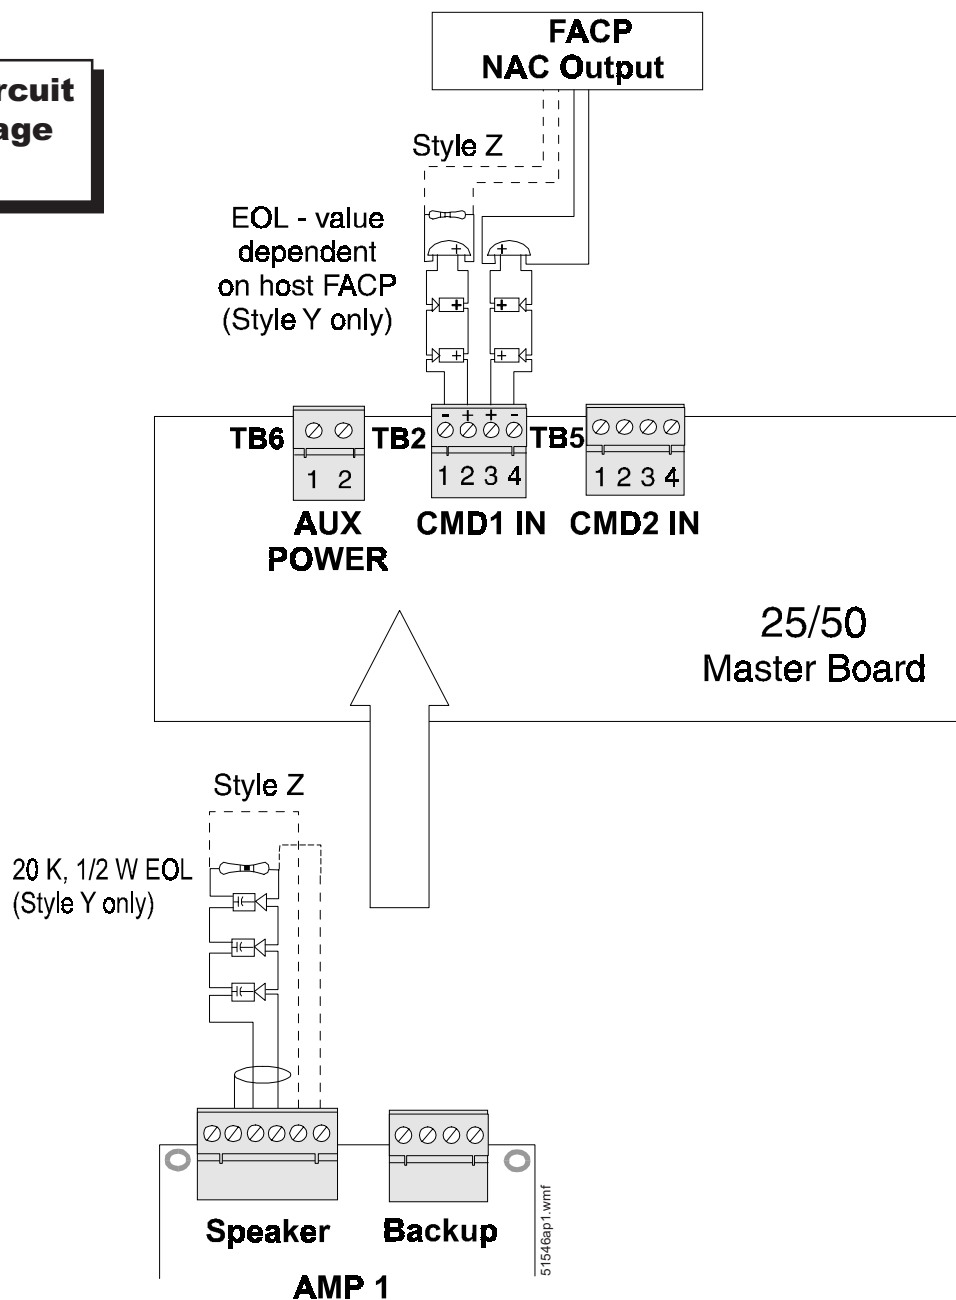 FACP
NAC Output
Style Z
EOL - value
dependent
on host FACP
(Style Y only)
+ +
+ +
+ +
- + + -
TB6 TB2 TB5
1 2 1 2 3 4 1 2 3 4
AUX
POWER
CMD1 IN
CMD2 IN
25/50
Master Board
Style Z
20 K, 1/2 W EOL
(Style Y only)
Speaker
Backup
AMP 1
51546ap1.wmf